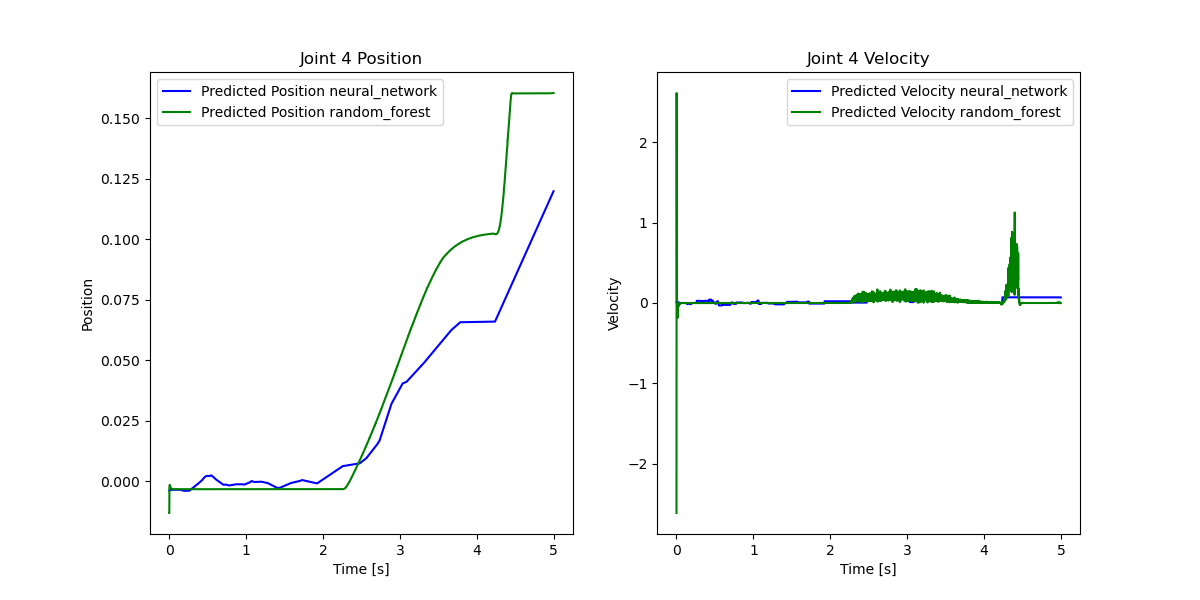 Joint 4 Position
Predicted Position neural_network
Predicted Position random_forest
0.150
0.125
0.100
0.075
0.050
0.025
0.000
Position
0 1 2 3 4 5
Time [s]
Joint 4 Velocity
Predicted Velocity neural_network
Predicted Velocity random_forest
2
1
0
−1
−2
Velocity
0 1 2 3 4 5
Time [s]